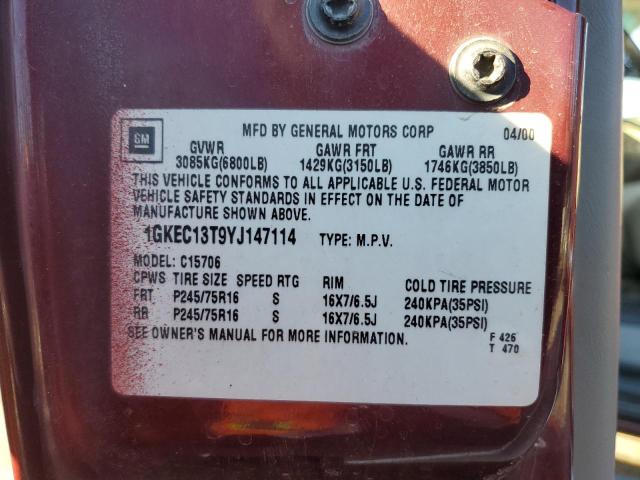 MFD BY GENERAL MOTORS CORP 04/00
GM
GVWR GAWR FRT GAWR RR
3085KG(6800LB) 1429KG(3150LB) 1746KG(3850LB)
THIS VEHICLE CONFORMS TO ALL APPLICABLE U.S. FEDERAL MOTOR
VEHICLE SAFETY STANDARDS IN EFFECT ON THE DATE OF
MANUFACTURE SHOWN ABOVE.
1GKEC13T9YJ147114 TYPE: M.P.V.
MODEL: C15706
CPWS TIRE SIZE SPEED RTG RIM COLD TIRE PRESSURE
FRT P245/75R16 S 16X7/6.5J 240KPA(35PSI)
RR P245/75R16 S 16X7/6.5J 240KPA(35PSI)
SEE OWNER'S MANUAL FOR MORE INFORMATION.
F 426
T 470